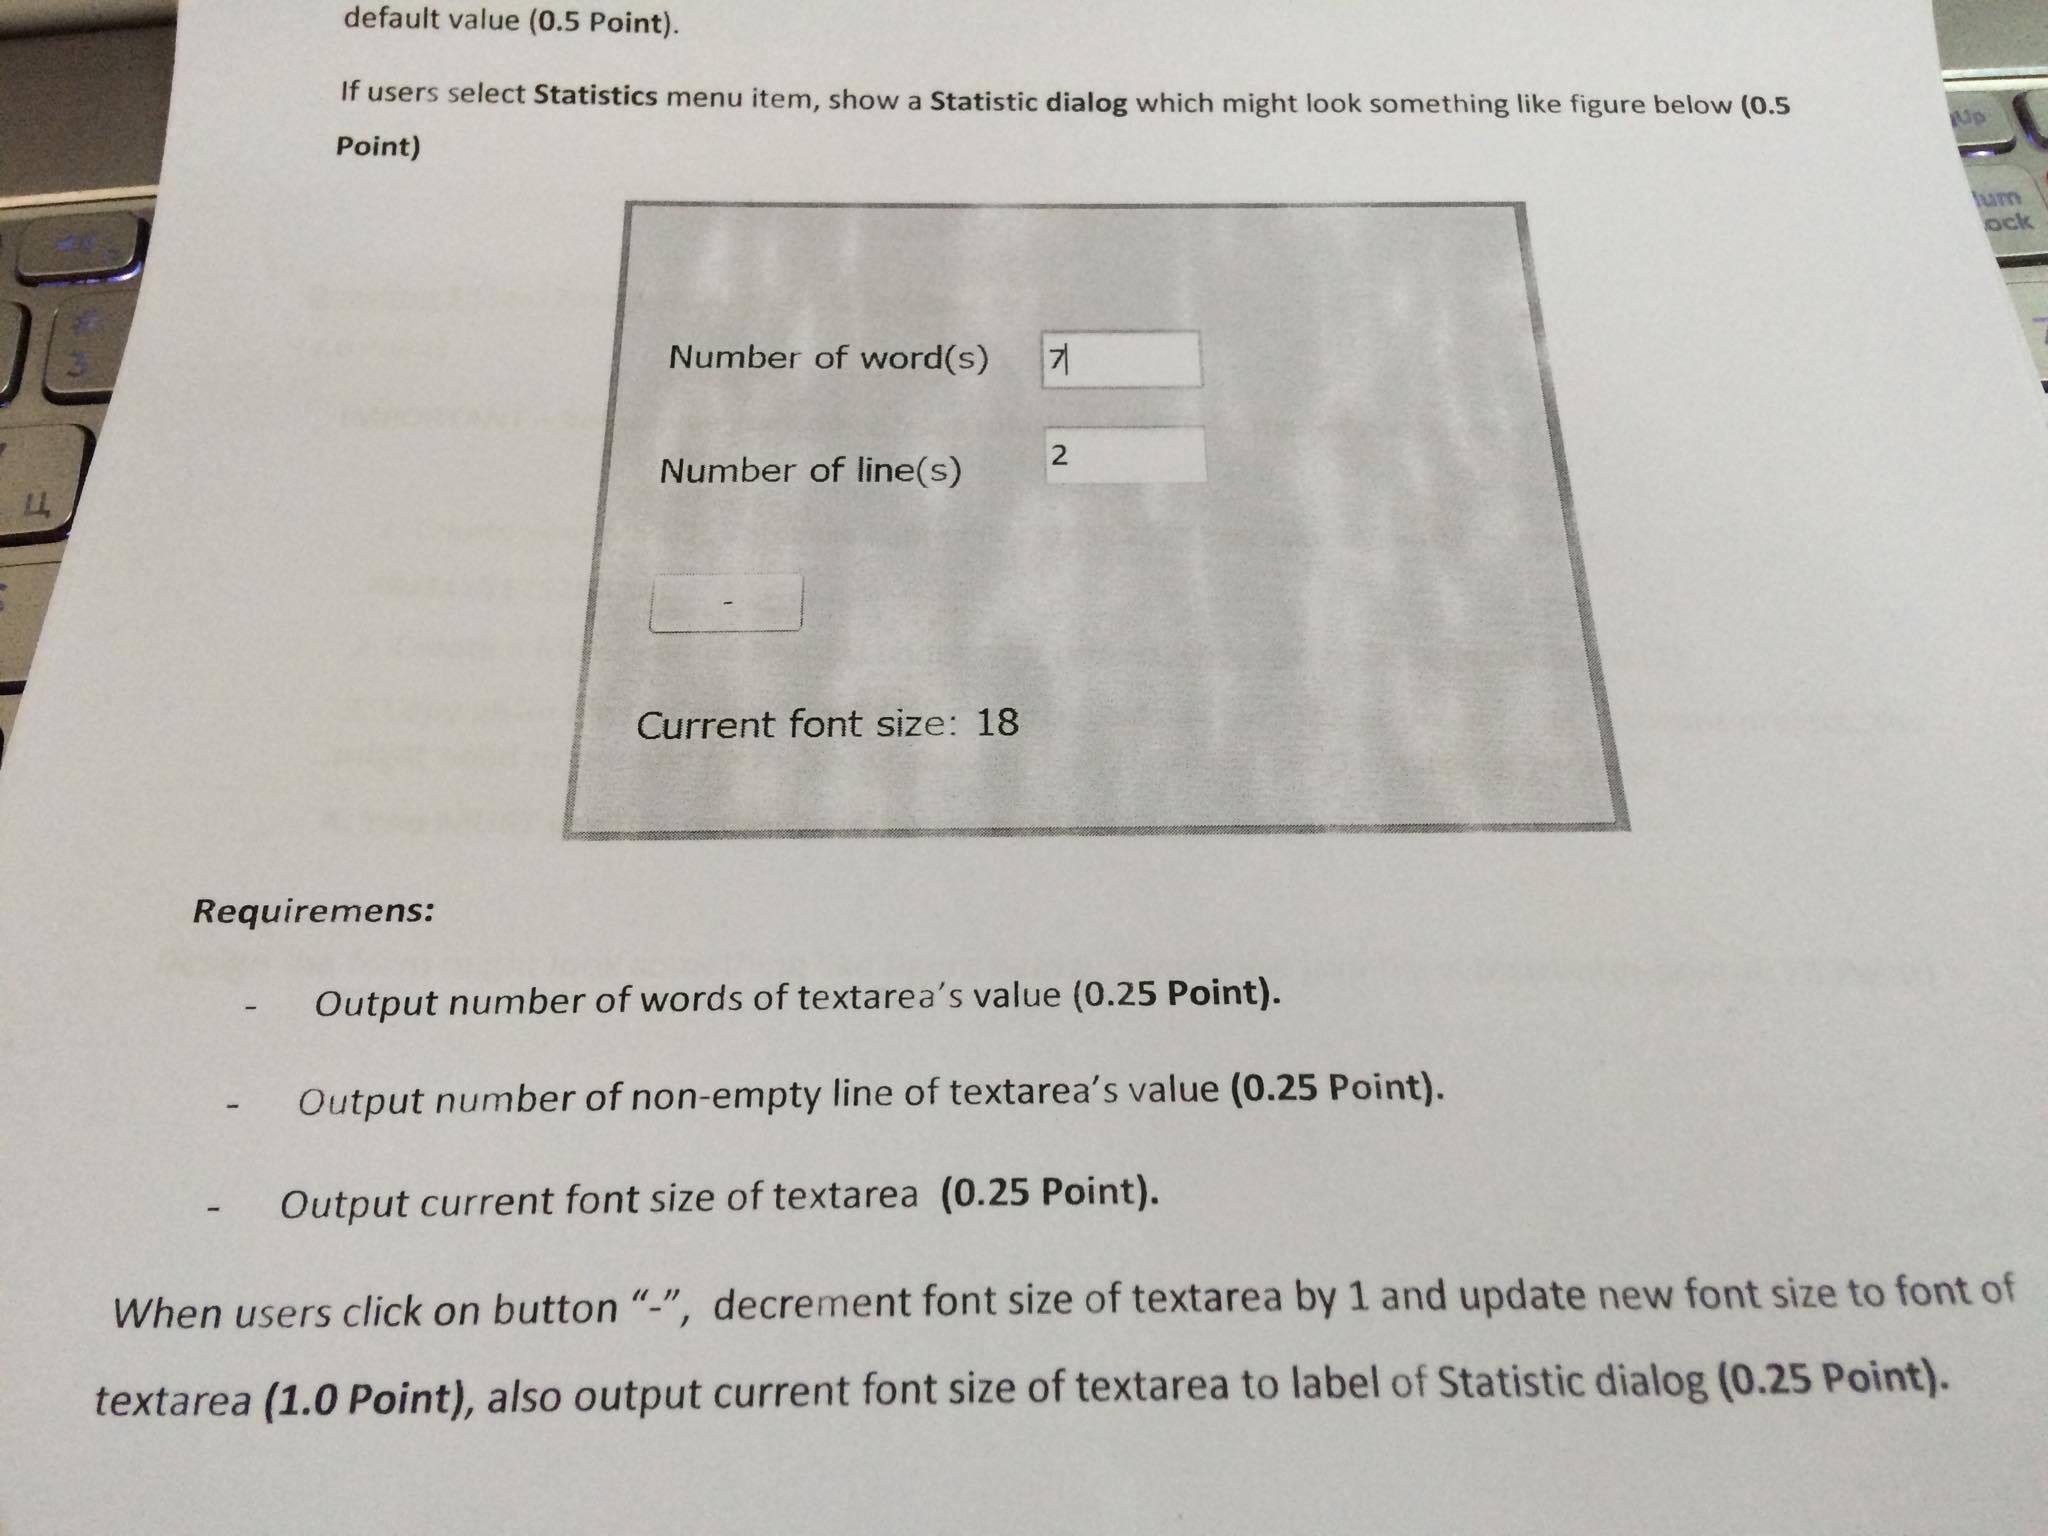 default value (0.5 Point).
If users select Statistics menu item, show a Statistic dialog which might look something like figure below (0.5
Point)
Number of word(s) 7
Number of line(s) 2
-
Current font size: 18
Requiremens:
- Output number of words of textarea's value (0.25 Point).
- Output number of non-empty line of textarea's value (0.25 Point).
- Output current font size of textarea (0.25 Point).
When users click on button "-", decrement font size of textarea by 1 and update new font size to font of
textarea (1.0 Point), also output current font size of textarea to label of Statistic dialog (0.25 Point).